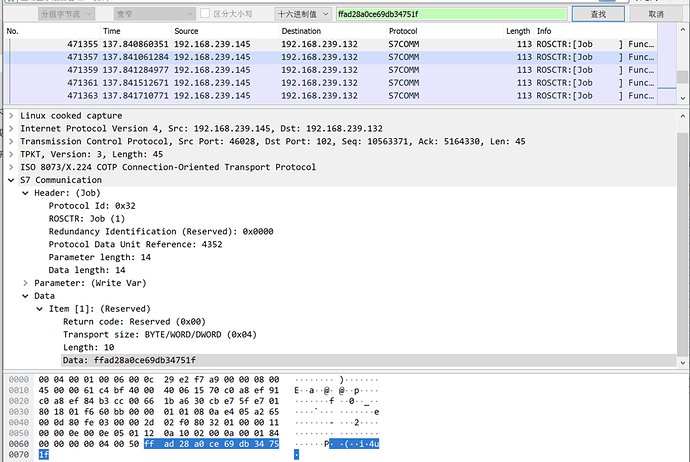 分组字节流 宽窄 区分大小写 十六进制值 ffad28a0ce69db34751f 查找 取消
No. Time Source Destination Protocol Length Info
471355 137.840860351 192.168.239.145 192.168.239.132 S7COMM 113 ROSCTR:[Job ] Func…
471357 137.841061284 192.168.239.145 192.168.239.132 S7COMM 113 ROSCTR:[Job ] Func…
471359 137.841284977 192.168.239.145 192.168.239.132 S7COMM 113 ROSCTR:[Job ] Func…
471361 137.841512671 192.168.239.145 192.168.239.132 S7COMM 113 ROSCTR:[Job ] Func…
471363 137.841710771 192.168.239.145 192.168.239.132 S7COMM 113 ROSCTR:[Job ] Func…
Linux cooked capture
Internet Protocol Version 4, Src: 192.168.239.145, Dst: 192.168.239.132
Transmission Control Protocol, Src Port: 46028, Dst Port: 102, Seq: 10563371, Ack: 5164330, Len: 45
TPKT, Version: 3, Length: 45
ISO 8073/X.224 COTP Connection-Oriented Transport Protocol
S7 Communication
Header: (Job)
Protocol Id: 0x32
ROSCTR: Job (1)
Redundancy Identification (Reserved): 0x0000
Protocol Data Unit Reference: 4352
Parameter length: 14
Data length: 14
Parameter: (Write Var)
Data
Item [1]: (Reserved)
Return code: Reserved (0x00)
Transport size: BYTE/WORD/DWORD (0x04)
Length: 10
Data: ffad28a0ce69db34751f
0000 00 04 00 01 00 06 00 0c 29 e2 f7 a9 00 00 08 00 ········ )·······
0010 45 00 00 61 c4 bf 40 00 40 06 15 70 c0 a8 ef 91 E··a··@· @··p····
0020 c0 a8 ef 84 b3 cc 00 66 1b a6 30 cb e7 5f e7 01 ·······f ··0··_··
0030 80 18 01 f6 60 bb 00 00 01 01 08 0a e4 05 a2 65 ····`··· ·······e
0040 00 0d 80 fe 03 00 00 2d 02 f0 80 32 01 00 00 11 ·······- ···2····
0050 00 00 0e 00 0e 05 01 12 0a 10 02 00 0a 00 01 84 ········ ········
0060 00 00 00 00 04 00 50 ff ad 28 a0 ce 69 db 34 75 ······P· ·(··i·4u
0070 1f ·